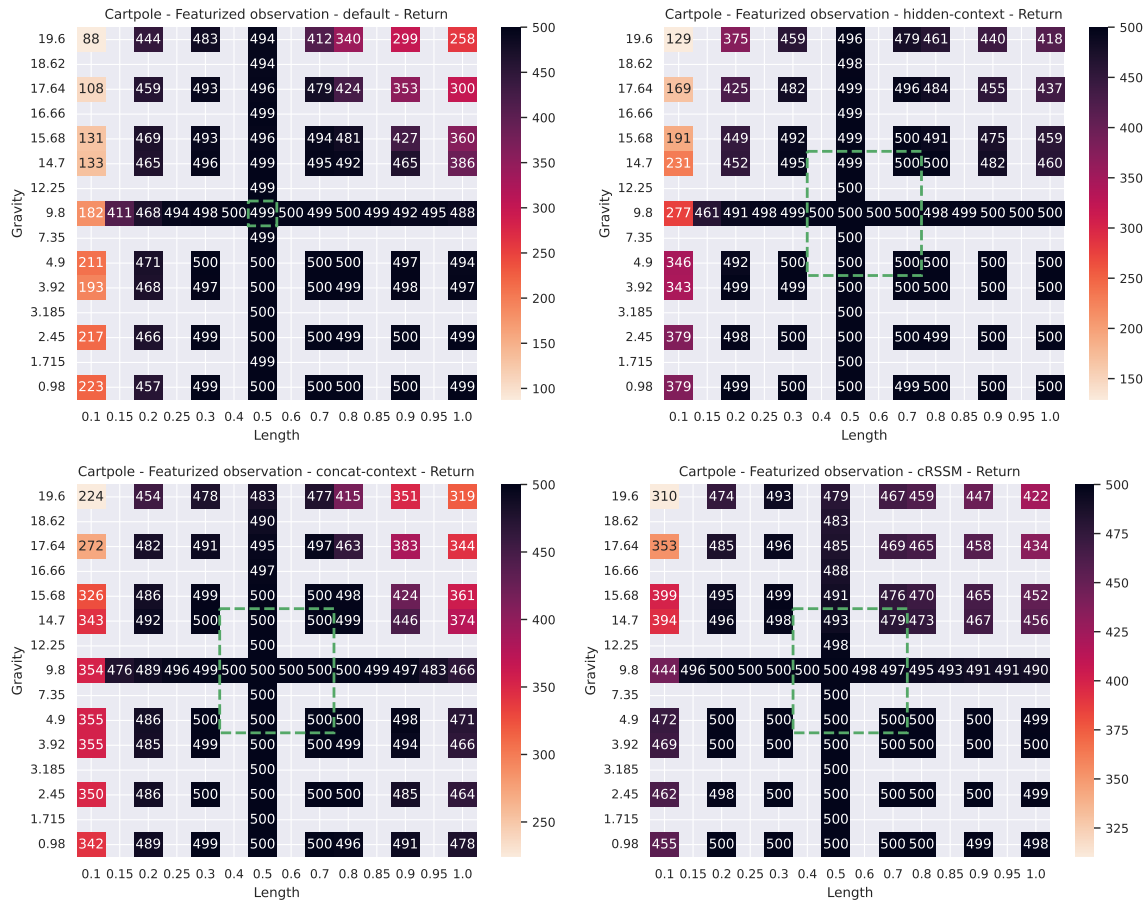 Cartpole - Featurized observation - default - Return
Gravity
19.6 88 444 483 494 412 340 299 258
18.62 494
17.64 108 459 493 496 479 424 353 300
16.66 499
15.68 131 469 493 496 494 481 427 360
14.7 133 465 496 499 495 492 465 386
12.25 499
9.8 182 411 468 494 498 500 499 500 499 500 499 492 495 488
7.35 499
4.9 211 471 500 500 500 500 497 494
3.92 193 468 497 500 500 499 498 497
3.185 500
2.45 217 466 499 500 500 499 500 499
1.715 499
0.98 223 457 499 500 500 500 500 499
0.1 0.15 0.2 0.25 0.3 0.4 0.5 0.6 0.7 0.8 0.85 0.9 0.95 1.0
Length
500
450
400
350
300
250
200
150
100
Cartpole - Featurized observation - hidden-context - Return
Gravity
19.6 129 375 459 496 479 461 440 418
18.62 498
17.64 169 425 482 499 496 484 455 437
16.66 499
15.68 191 449 492 499 500 491 475 459
14.7 231 452 495 499 500 500 482 460
12.25 500
9.8 277 461 491 498 499 500 500 500 500 498 499 500 500 500
7.35 500
4.9 346 492 500 500 500 500 500 500
3.92 343 499 499 500 500 500 500 500
3.185 500
2.45 379 498 500 500 500 500 500 500
1.715 500
0.98 379 499 500 500 499 500 500 500
0.1 0.15 0.2 0.25 0.3 0.4 0.5 0.6 0.7 0.8 0.85 0.9 0.95 1.0
Length
500
450
400
350
300
250
200
150
Cartpole - Featurized observation - concat-context - Return
Gravity
19.6 224 454 478 483 477 415 351 319
18.62 490
17.64 272 482 491 495 497 463 383 344
16.66 497
15.68 326 486 499 500 500 498 424 361
14.7 343 492 500 500 500 499 446 374
12.25 500
9.8 354 476 489 496 499 500 500 500 500 500 499 497 483 466
7.35 500
4.9 355 486 500 500 500 500 498 471
3.92 355 485 499 500 500 499 494 466
3.185 500
2.45 350 486 500 500 500 500 485 464
1.715 500
0.98 342 489 499 500 500 496 491 478
0.1 0.15 0.2 0.25 0.3 0.4 0.5 0.6 0.7 0.8 0.85 0.9 0.95 1.0
Length
500
450
400
350
300
250
Cartpole - Featurized observation - cRSSM - Return
Gravity
19.6 310 474 493 479 467 459 447 422
18.62 483
17.64 353 485 496 485 469 465 458 434
16.66 488
15.68 399 495 499 491 476 470 465 452
14.7 394 496 498 493 479 473 467 456
12.25 498
9.8 444 496 500 500 500 500 500 498 497 495 493 491 491 490
7.35 500
4.9 472 500 500 500 500 500 500 499
3.92 469 500 500 500 500 500 500 500
3.185 500
2.45 462 498 500 500 500 500 500 499
1.715 500
0.98 455 500 500 500 500 500 499 498
0.1 0.15 0.2 0.25 0.3 0.4 0.5 0.6 0.7 0.8 0.85 0.9 0.95 1.0
Length
500
475
450
425
400
375
350
325